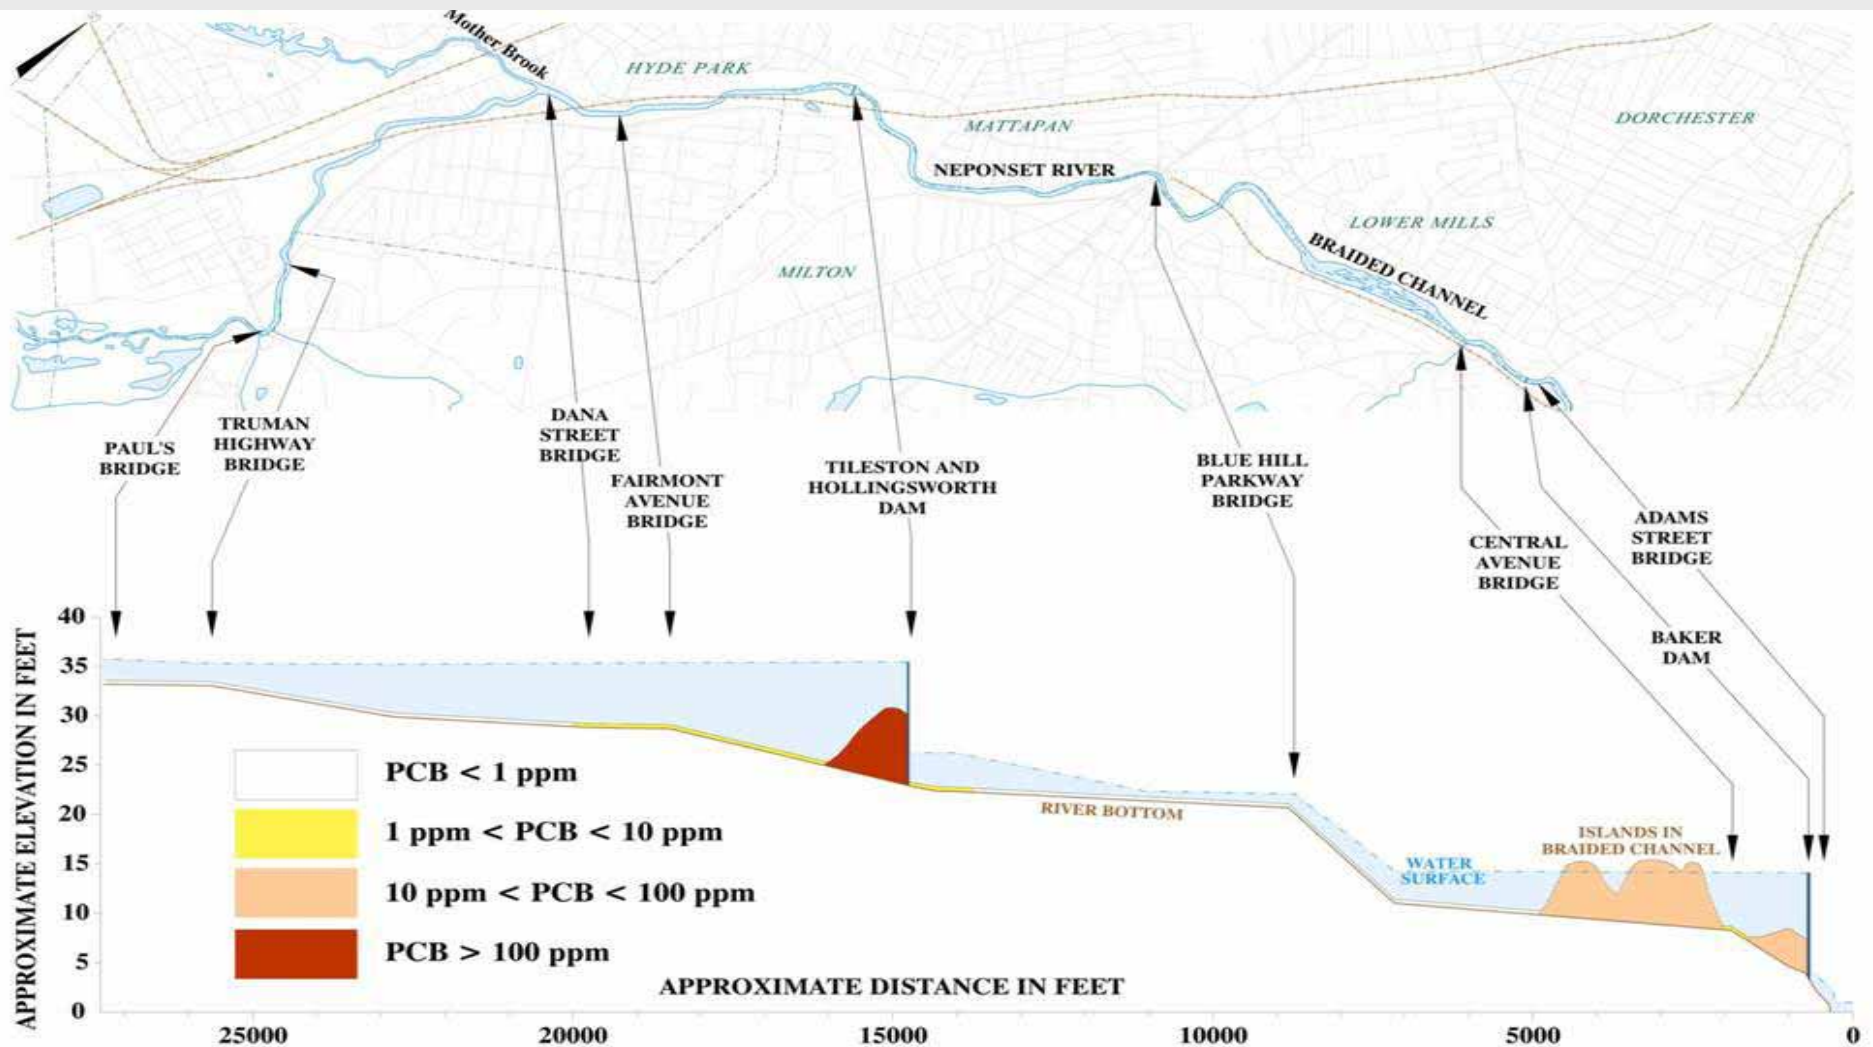 Mother Brook
HYDE PARK
MATTAPAN
DORCHESTER
NEPONSET RIVER
LOWER MILLS
BRAIDED CHANNEL
MILTON
PAUL'S
BRIDGE
TRUMAN
HIGHWAY
BRIDGE
DANA
STREET
BRIDGE
FAIRMONT
AVENUE
BRIDGE
TILESTON AND
HOLLINGSWORTH
DAM
BLUE HILL
PARKWAY
BRIDGE
CENTRAL
AVENUE
BRIDGE
ADAMS
STREET
BRIDGE
BAKER
DAM
APPROXIMATE ELEVATION IN FEET
40
35
30
25
20
15
10
5
0
PCB < 1 ppm
1 ppm < PCB < 10 ppm
10 ppm < PCB < 100 ppm
PCB > 100 ppm
RIVER BOTTOM
WATER
SURFACE
ISLANDS IN
BRAIDED CHANNEL
APPROXIMATE DISTANCE IN FEET
25000
20000
15000
10000
5000
0